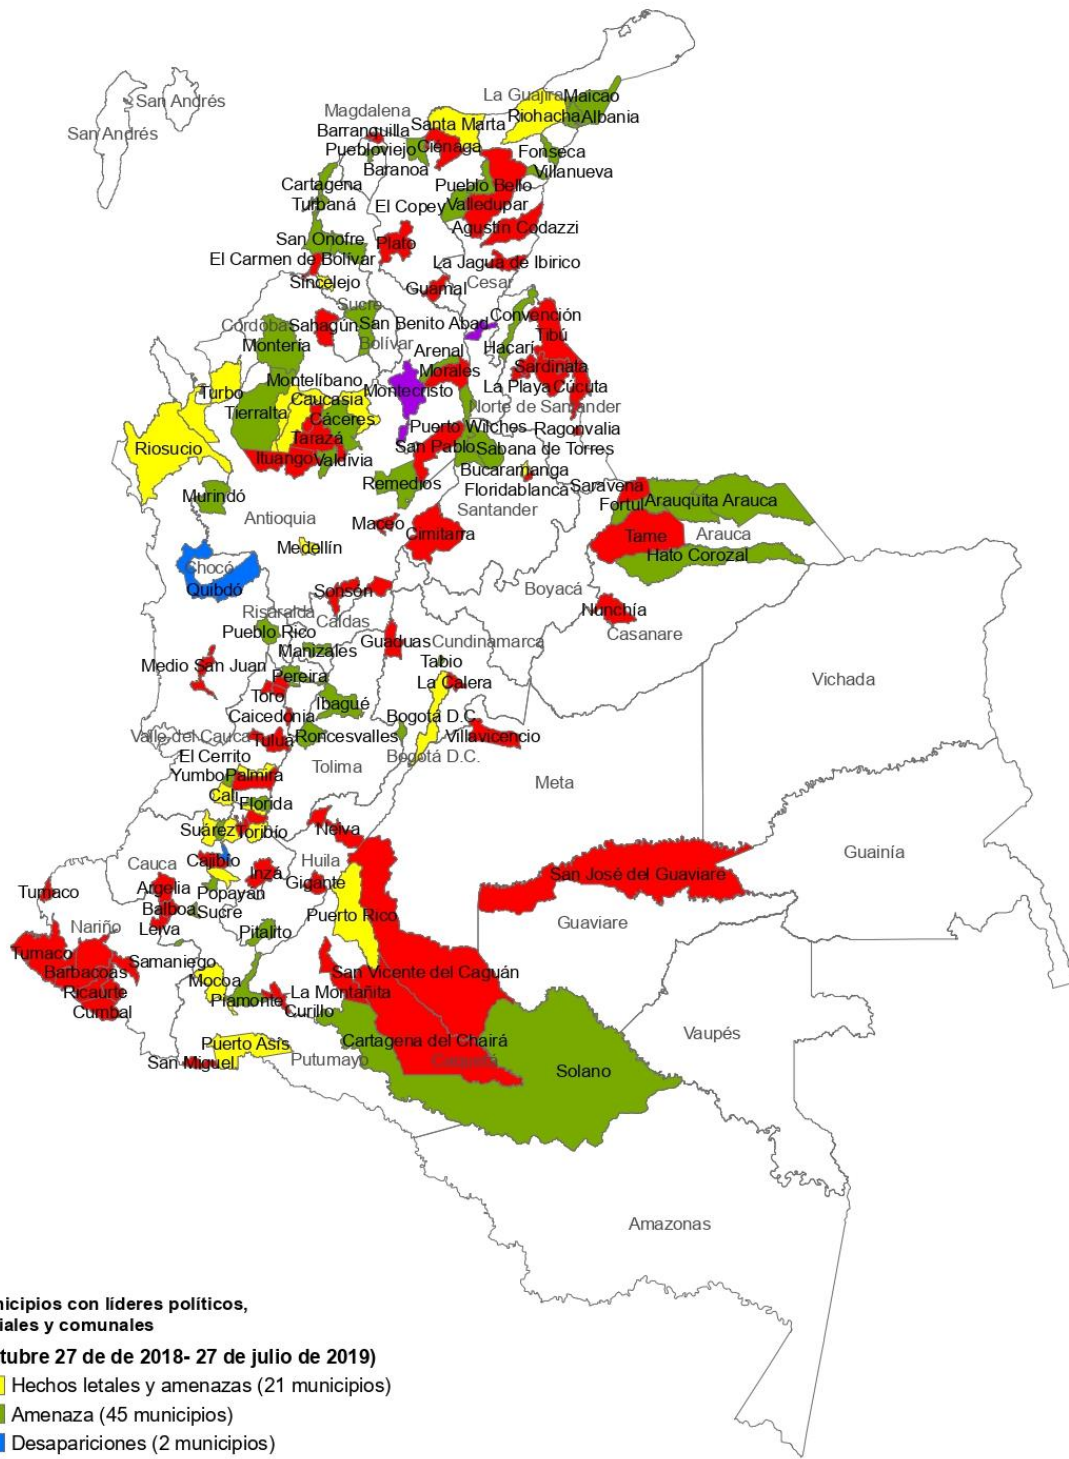 San Andrés
San Andrés
La Guajira
Maicao
Magdalena
Riohacha
Albania
Barranquilla
Santa Marta
Puebloviejo
Ciénaga
Fonseca
Baranoa
Villanueva
Cartagena
Pueblo Bello
Turbaná
El Copey
Valledupar
Agustín Codazzi
San Onofre
Plato
El Carmen de Bolívar
La Jagua de Ibirico
Sincelejo
Guamal
Cesar
Sucre
Convención
Córdoba
Sahagún
San Benito Abad
Tibú
Montería
Bolívar
Hacarí
Arenal
Morales
Sardinata
Montelíbano
La Playa
Cúcuta
Turbo
Caucasia
Montecristo
Tierralta
Cáceres
Norte de Santander
Tarazá
Puerto Wilches
Ragonvalia
Riosucio
San Pablo
Sabana de Torres
Ituango
Valdivia
Bucaramanga
Remedios
Floridablanca
Saravena
Murindó
Santander
Fortul
Arauquita
Arauca
Antioquia
Maceo
Cimitarra
Tame
Arauca
Medellín
Hato Corozal
Chocó
Quibdó
Sonsón
Boyacá
Nunchía
Risaralda
Caldas
Pueblo Rico
Guaduas
Cundinamarca
Casanare
Manizales
Medio San Juan
Tabio
Pereira
La Calera
Vichada
Toro
Ibagué
Caicedonia
Bogotá D.C.
Valle del Cauca
Tuluá
Roncesvalles
Villavicencio
El Cerrito
Bogotá D.C.
Yumbo
Palmira
Tolima
Meta
Cali
Florida
Suárez
Toribío
Neiva
Cauca
Cajibío
Huila
Guainía
Inzá
San José del Guaviare
Tumaco
Argelia
Gigante
Popayán
Balboa
Sucre
Puerto Rico
Guaviare
Nariño
Leiva
Pitalito
Tumaco
Samaniego
Barbacoas
San Vicente del Caguán
Mocoa
Ricaurte
Piamonte
La Montañita
Cumbal
Curillo
Vaupés
Puerto Asís
Cartagena del Chairá
San Miguel
Putumayo
Caquetá
Solano
Amazonas
nicipios con líderes políticos,
iales y comunales
tubre 27 de de 2018- 27 de julio de 2019)
Hechos letales y amenazas (21 municipios)
Amenaza (45 municipios)
Desapariciones (2 municipios)